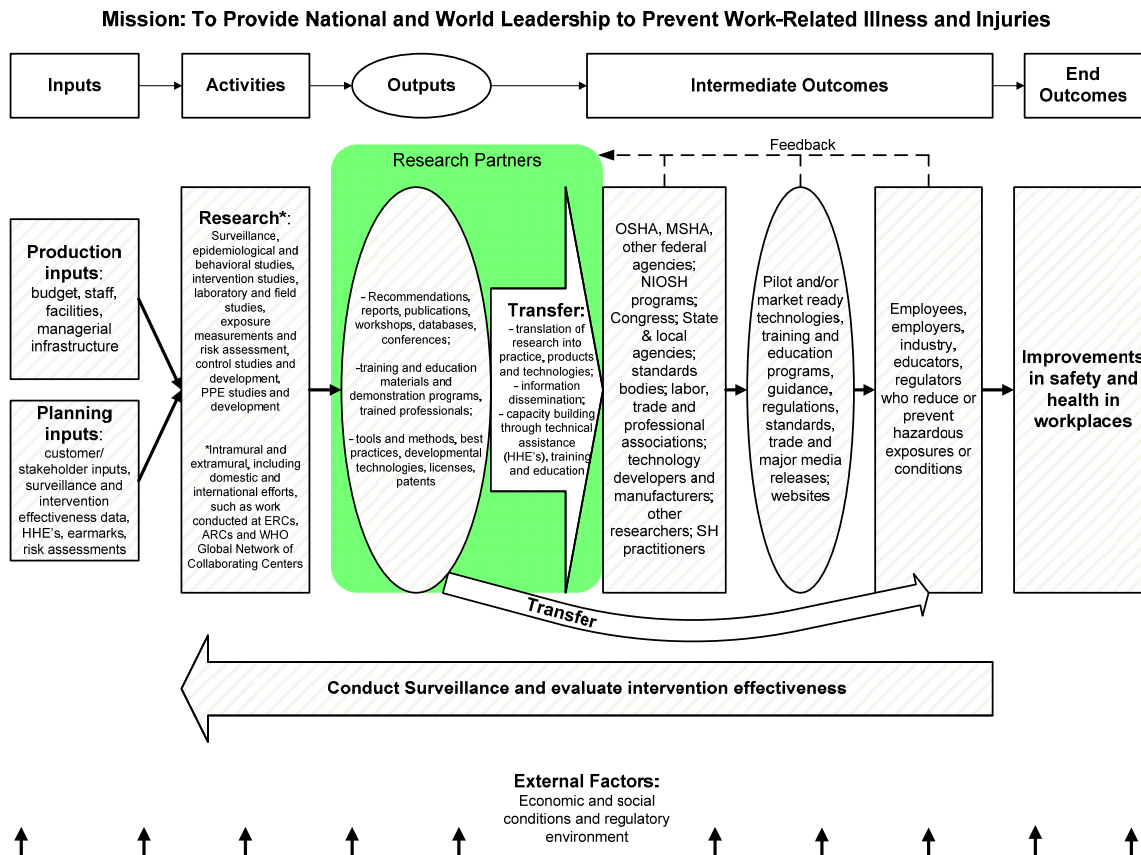 Mission: To Provide National and World Leadership to Prevent Work-Related Illness and Injuries
Inputs
Activities
Outputs
Intermediate Outcomes
End
Outcomes
Feedback
Research Partners
Production
inputs:
budget, staff,
facilities,
managerial
infrastructure
Planning
inputs:
customer/
stakeholder inputs,
surveillance and
intervention
effectiveness data,
HHE's, earmarks,
risk assessments
Research*:
Surveillance,
epidemiological and
behavioral studies,
intervention studies,
laboratory and field
studies,
exposure
measurements and
risk assessment,
control studies and
development,
PPE studies and
development
*Intramural and
extramural, including
domestic and
international efforts,
such as work
conducted at ERCs,
ARCs and WHO
Global Network of
Collaborating Centers
– Recommendations,
reports, publications,
workshops, databases,
conferences;
–training and education
materials and
demonstration programs,
trained professionals;
–tools and methods, best
practices, developmental
technologies, licenses,
patents
Transfer:
– translation of
research into
practice, products
and technologies;
– information
dissemination;
– capacity building
through technical
assistance
(HHE's), training
and education
OSHA, MSHA,
other federal
agencies;
NIOSH
programs;
Congress; State
& local
agencies;
standards
bodies; labor,
trade and
professional
associations;
technology
developers and
manufacturers;
other
researchers; SH
practitioners
Pilot and/or
market ready
technologies,
training and
education
programs,
guidance,
regulations,
standards,
trade and
major media
releases;
websites
Employees,
employers,
industry,
educators,
regulators
who reduce or
prevent
hazardous
exposures or
conditions
Improvements
in safety and
health in
workplaces
Transfer
Conduct Surveillance and evaluate intervention effectiveness
External Factors:
Economic and social
conditions and regulatory
environment